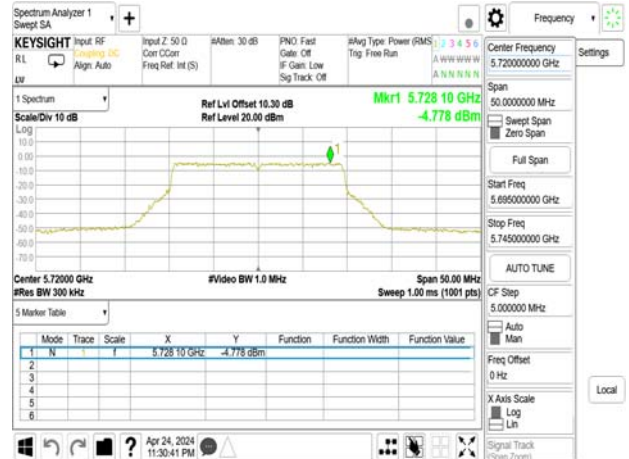 Spectrum Analyzer 1
Swept SA
Frequency
KEYSIGHT
RL
Input: RF
Coupling: DC
Align: Auto
Input Z: 50 Ω
Corr CCorr
Freq Ref: Int (S)
#Atten: 30 dB
PNO: Fast
Gate: Off
IF Gain: Low
Sig Track: Off
#Avg Type: Power (RMS
Trig: Free Run
1 2 3 4 5 6
A W W W W W
A N N N N N
LVI
1 Spectrum
Scale/Div 10 dB
Ref Lvl Offset 10.30 dB
Ref Level 20.00 dBm
Mkr1 5.728 10 GHz
-4.778 dBm
Log
10.0
0.00
-10.0
-20.0
-30.0
-40.0
-50.0
-60.0
-70.0
1
Center 5.72000 GHz
#Video BW 1.0 MHz
Span 50.00 MHz
#Res BW 300 kHz
Sweep 1.00 ms (1001 pts)
5 Marker Table
Mode Trace Scale X Y Function Function Width Function Value
1 N 1 f 5.728 10 GHz -4.778 dBm
2
3
4
5
6
Apr 24, 2024
11:30:41 PM
Center Frequency
5.720000000 GHz
Settings
Span
50.0000000 MHz
Swept Span
Zero Span
Full Span
Start Freq
5.695000000 GHz
Stop Freq
5.745000000 GHz
AUTO TUNE
CF Step
5.000000 MHz
Auto
Man
Freq Offset
0 Hz
X Axis Scale
Log
Lin
Local
Signal Track
(Span Zoom)